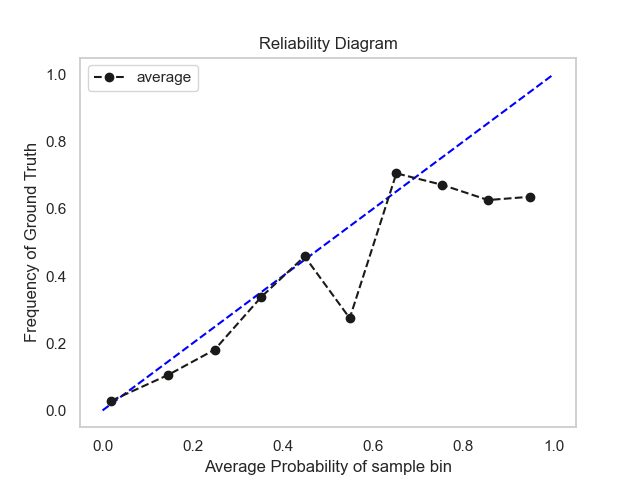 Reliability Diagram
average
1.0
0.8
0.6
0.4
0.2
0.0
Frequency of Ground Truth
0.0 0.2 0.4 0.6 0.8 1.0
Average Probability of sample bin